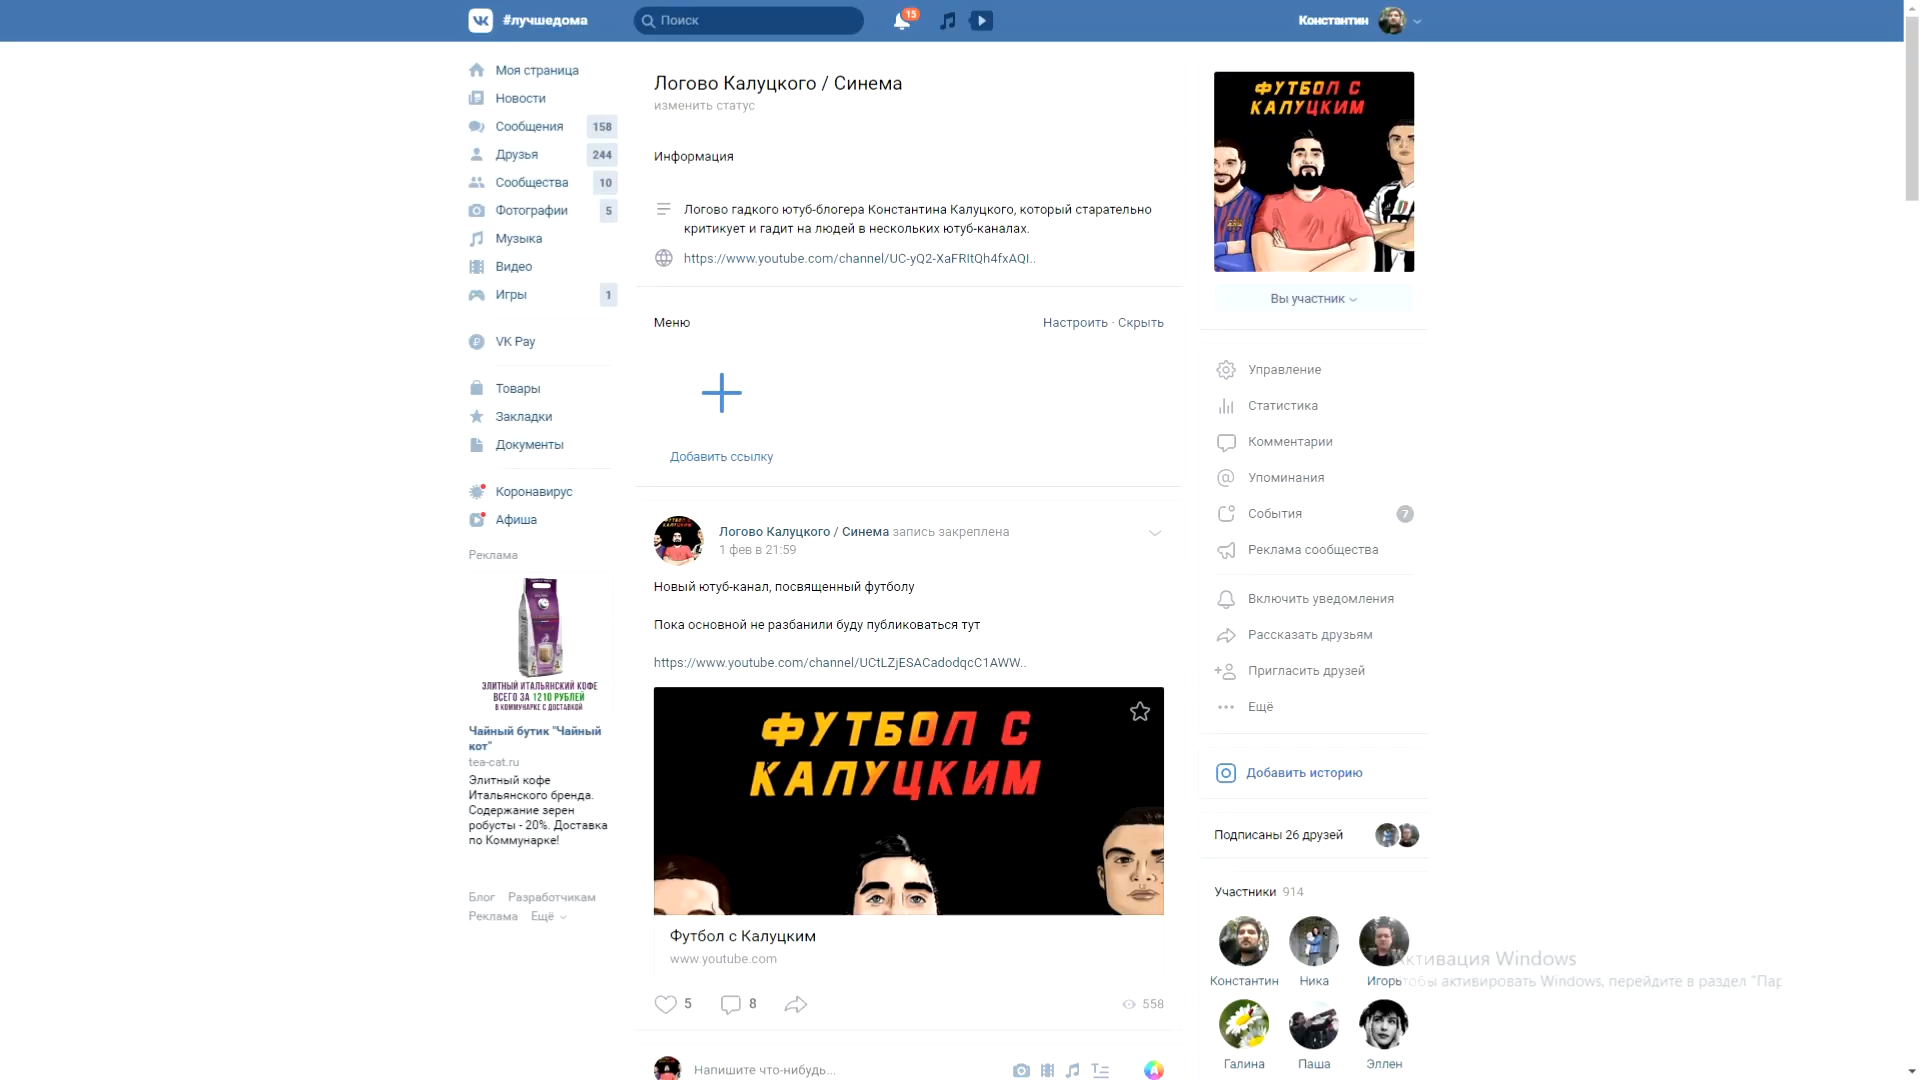 #лучшедома
Поиск
15
Константин
Моя страница
Новости
Сообщения 158
Друзья 244
Сообщества 10
Фотографии 5
Музыка
Видео
Игры 1
VK Pay
Товары
Закладки
Документы
Коронавирус
Афиша
Реклама
ЭЛИТНЫЙ ИТАЛЬЯНСКИЙ КОФЕ
ВСЕГО ЗА 1210 РУБЛЕЙ
В КОММУНАРКЕ С ДОСТАВКОЙ
Чайный бутик "Чайный
кот"
tea-cat.ru
Элитный кофе
Итальянского бренда.
Содержание зерен
робусты - 20%. Доставка
по Коммунарке!
Блог Разработчикам
Реклама Ещё
Логово Калуцкого / Синема
изменить статус
Информация
Логово гадкого ютуб-блогера Константина Калуцкого, который старательно
критикует и гадит на людей в нескольких ютуб-каналах.
https://www.youtube.com/channel/UC-yQ2-XaFRItQh4fxAQI..
Меню
Настроить · Скрыть
Добавить ссылку
Логово Калуцкого / Синема запись закреплена
1 фев в 21:59
Новый ютуб-канал, посвященный футболу
Пока основной не разбанили буду публиковаться тут
https://www.youtube.com/channel/UCtLZjESACadodqcC1AWW..
ФУТБОЛ С
КАЛУЦКИМ
Футбол с Калуцким
www.youtube.com
5 8 558
Напишите что-нибудь...
ФУТБОЛ С
КАЛУЦКИМ
Вы участник
Управление
Статистика
Комментарии
Упоминания
События 7
Реклама сообщества
Включить уведомления
Рассказать друзьям
Пригласить друзей
Ещё
Добавить историю
Подписаны 26 друзей
Участники 914
Константин Ника Игорь
Галина Паша Эллен
Активация Windows
Чтобы активировать Windows, перейдите в раздел "Пар